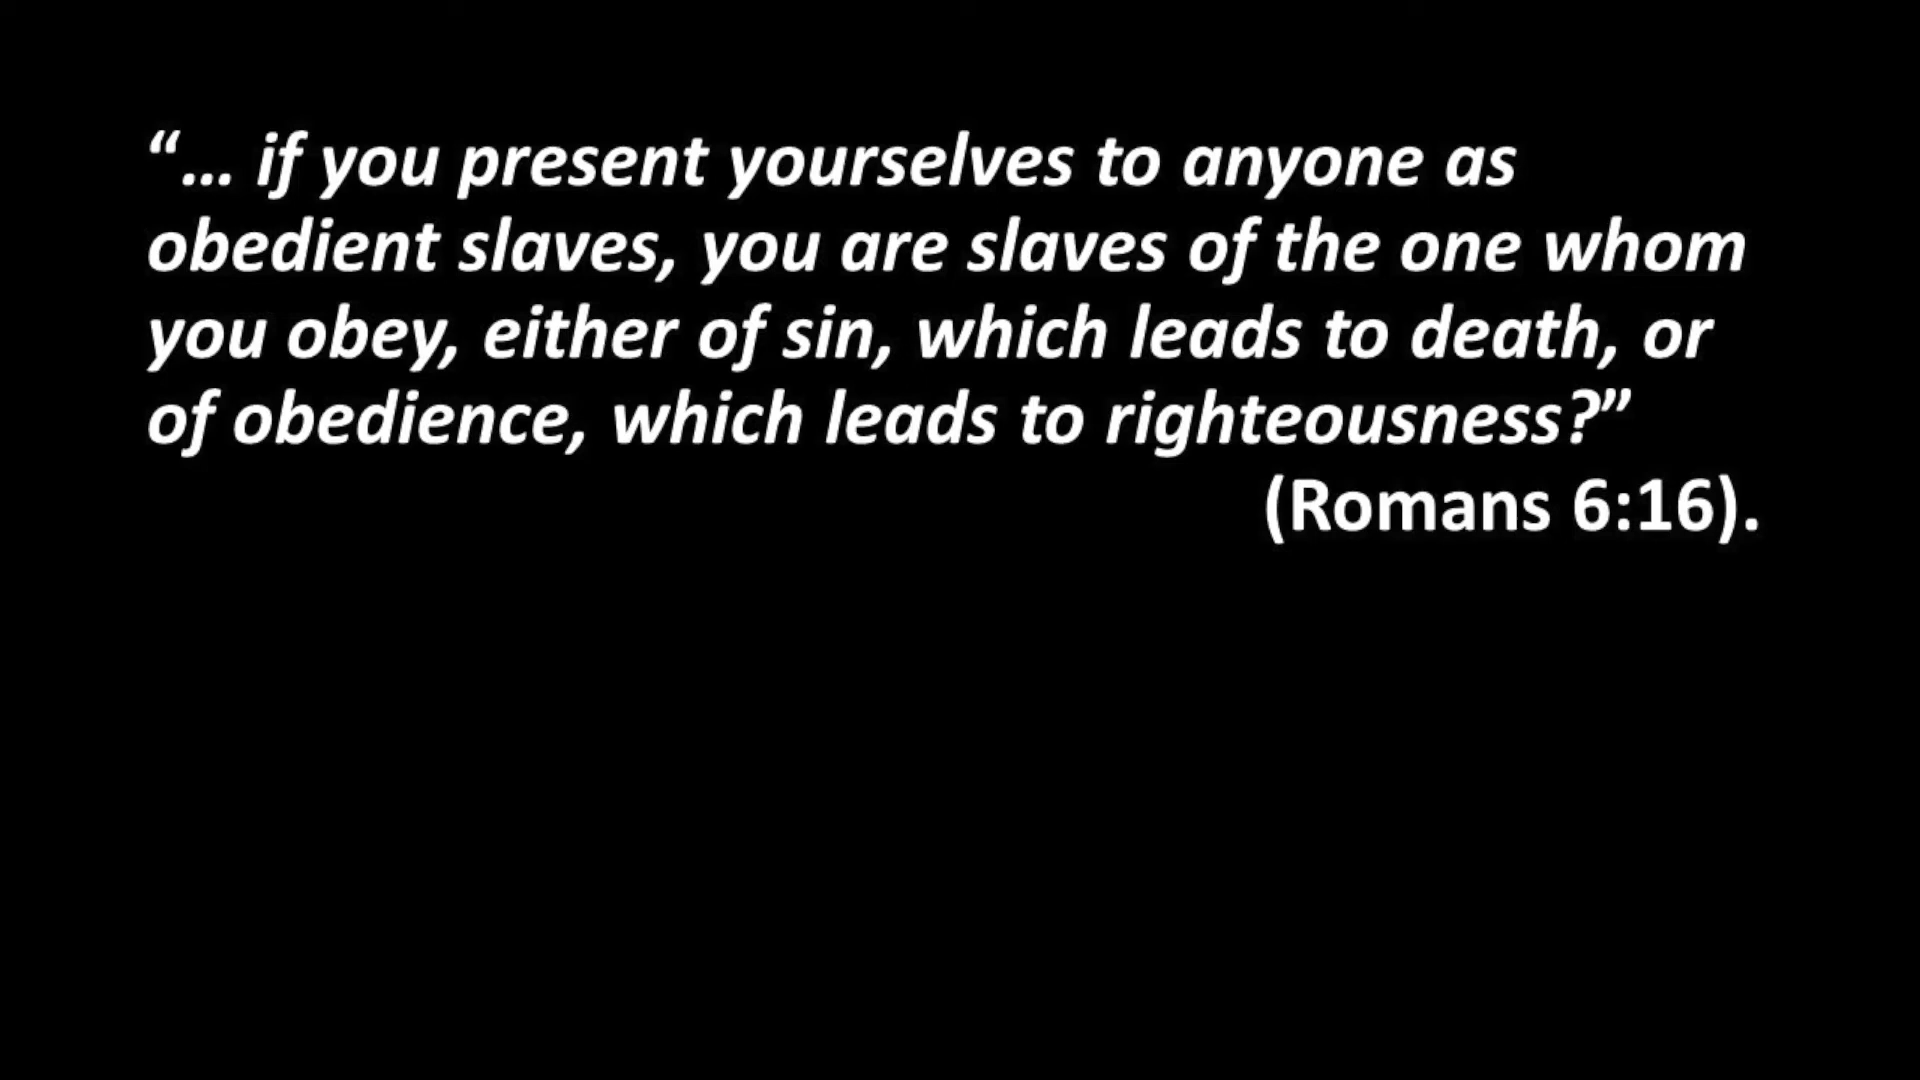 “… if you present yourselves to anyone as
obedient slaves, you are slaves of the one whom
you obey, either of sin, which leads to death, or
of obedience, which leads to righteousness?”
(Romans 6:16).